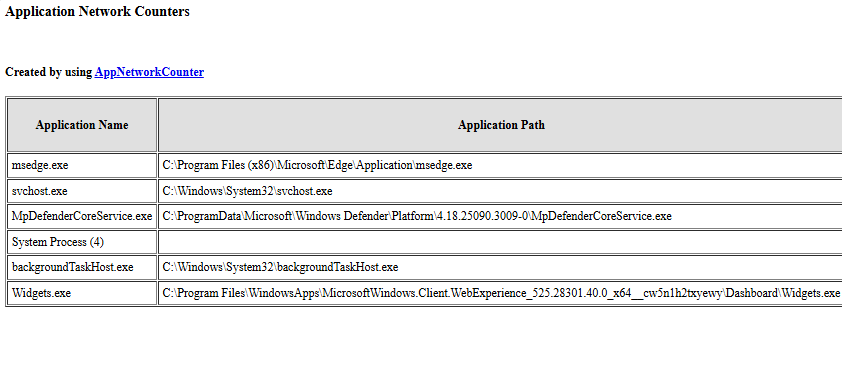 Application Network Counters
Created by using AppNetworkCounter
Application Name Application Path
msedge.exe C:\Program Files (x86)\Microsoft\Edge\Application\msedge.exe
svchost.exe C:\Windows\System32\svchost.exe
MpDefenderCoreService.exe C:\ProgramData\Microsoft\Windows Defender\Platform\4.18.25090.3009-0\MpDefenderCoreService.exe
System Process (4)
backgroundTaskHost.exe C:\Windows\System32\backgroundTaskHost.exe
Widgets.exe C:\Program Files\WindowsApps\MicrosoftWindows.Client.WebExperience_525.28301.40.0_x64__cw5n1h2txyewy\Dashboard\Widgets.exe